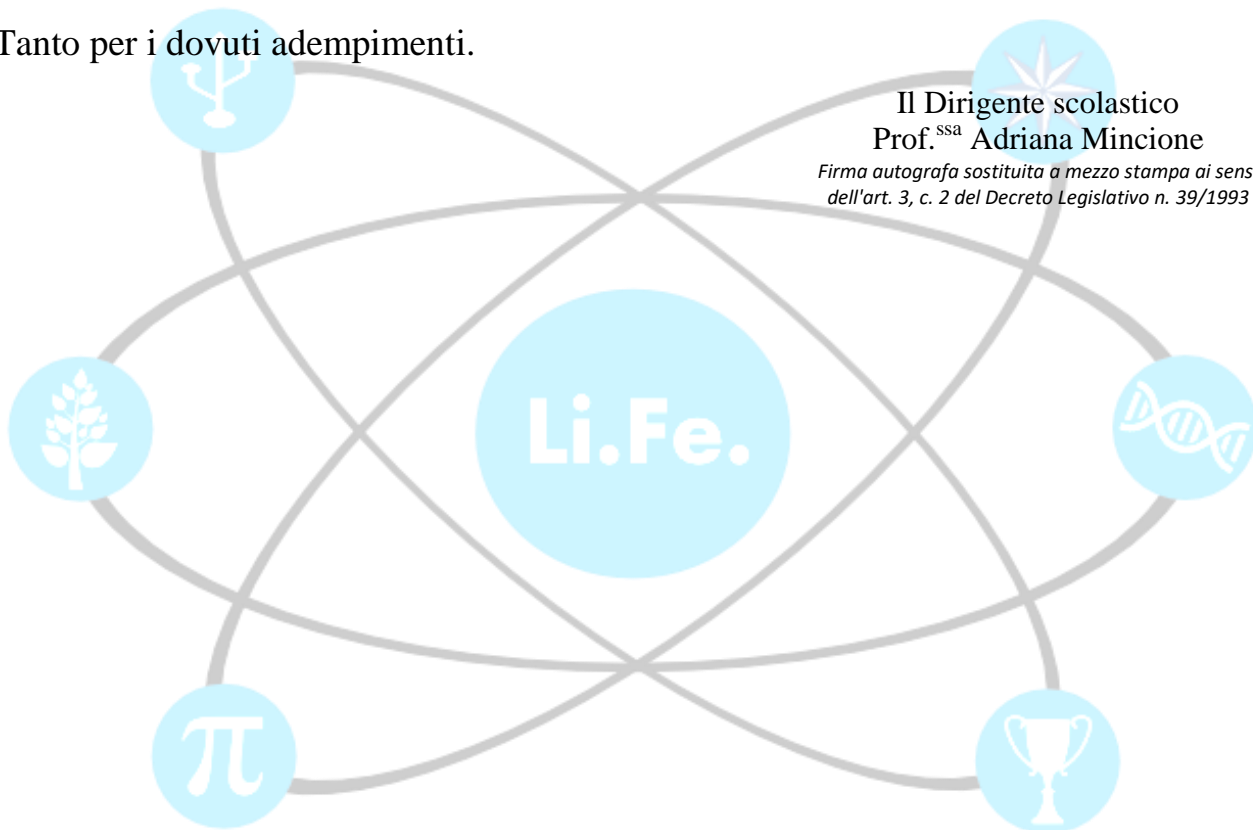 Tanto per i dovuti adempimenti.
Il Dirigente scolastico
Prof.ssa Adriana Mincione
Firma autografa sostituita a mezzo stampa ai sens
dell'art. 3, c. 2 del Decreto Legislativo n. 39/1993
Li.Fe.
π